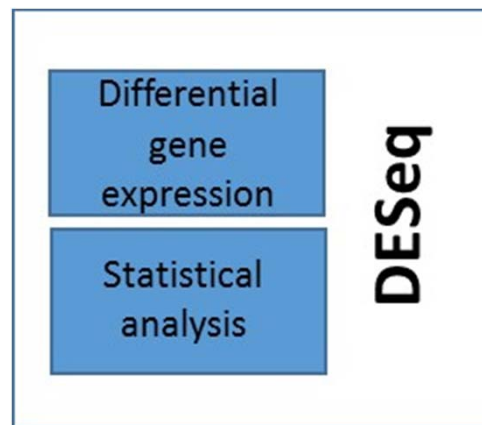 Differential
gene
expression
Statistical
analysis
DESeq